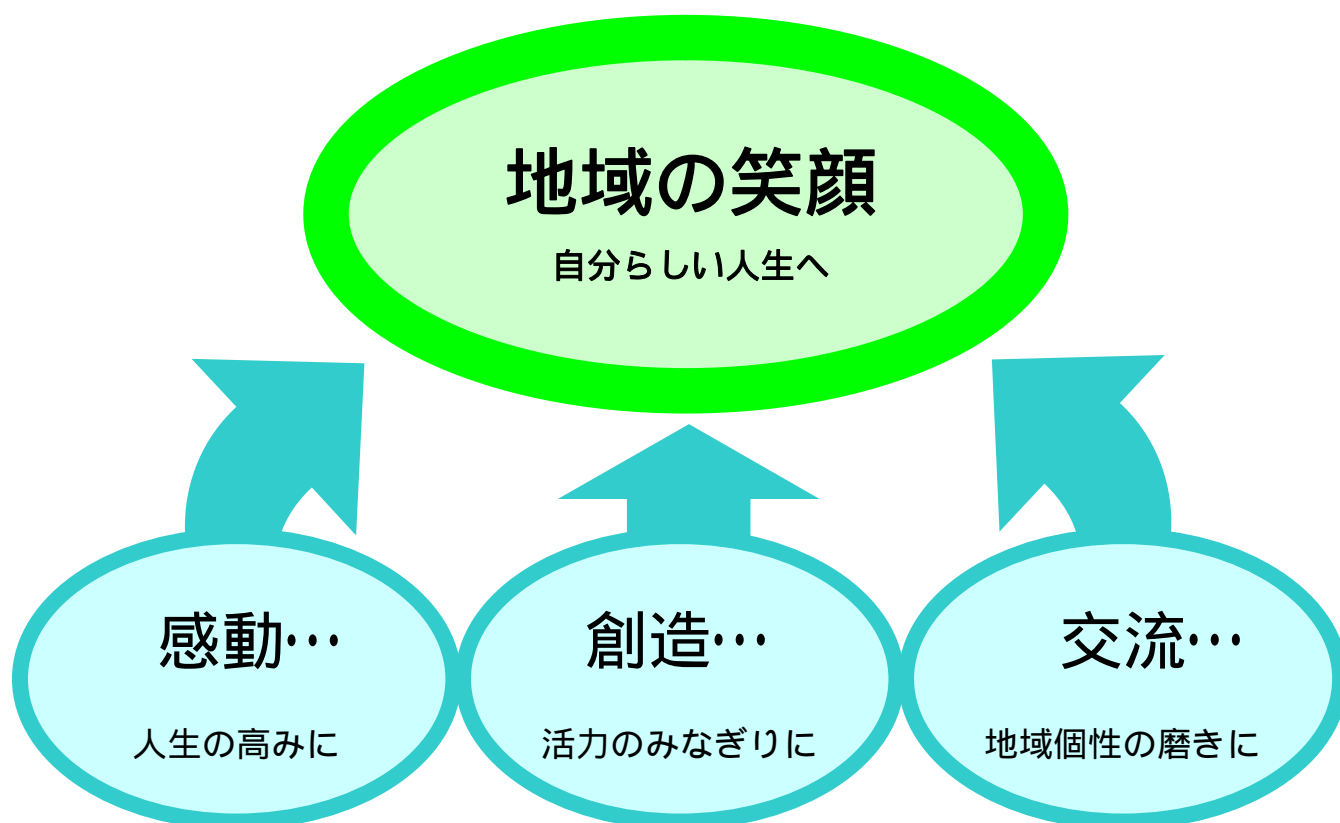 地域の笑顔
自分らしい人生へ
感動…
人生の高みに
創造…
活力のみなぎりに
交流…
地域個性の磨きに